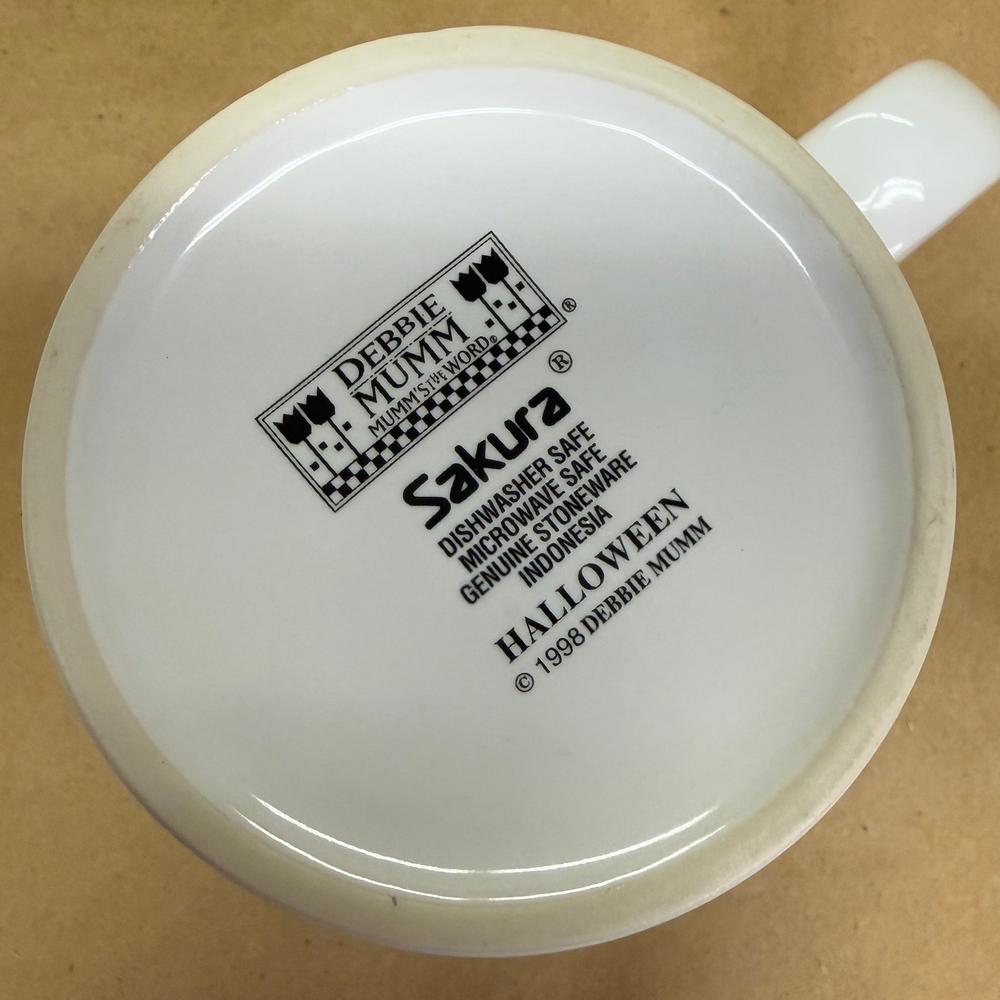 DEBBIE
MUMM
MUMM'S THE WORD®
®
Sakura®
DISHWASHER SAFE
MICROWAVE SAFE
GENUINE STONEWARE
INDONESIA
HALLOWEEN
© 1998 DEBBIE MUMM